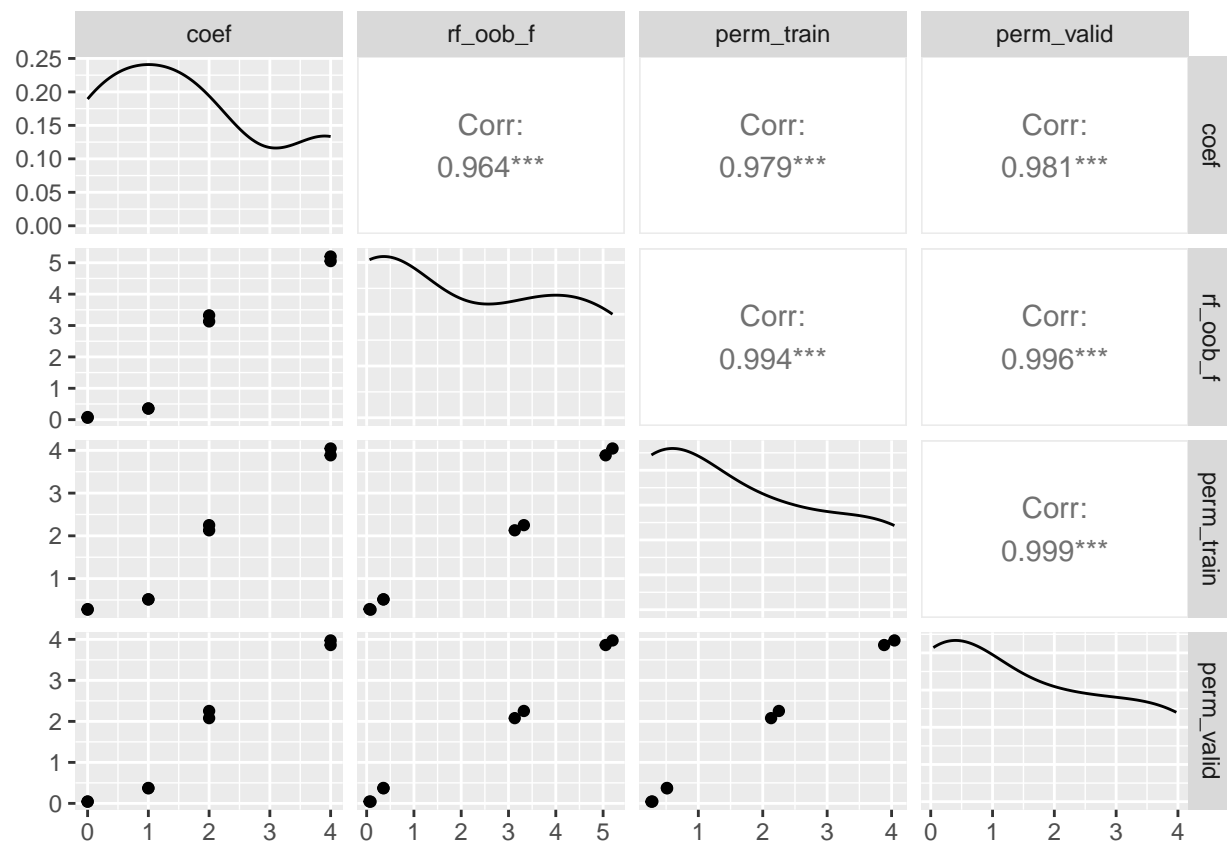 coef rf_oob_f perm_train perm_valid
0.25
0.20
0.15
0.10
0.05
0.00
Corr:
0.964***
Corr:
0.979***
Corr:
0.981***
coef
5
4
3
2
1
0
Corr:
0.994***
Corr:
0.996***
rf_oob_f
4
3
2
1
Corr:
0.999***
perm_train
4
3
2
1
0
perm_valid
0 1 2 3 4
0 1 2 3 4 5
1 2 3 4
0 1 2 3 4